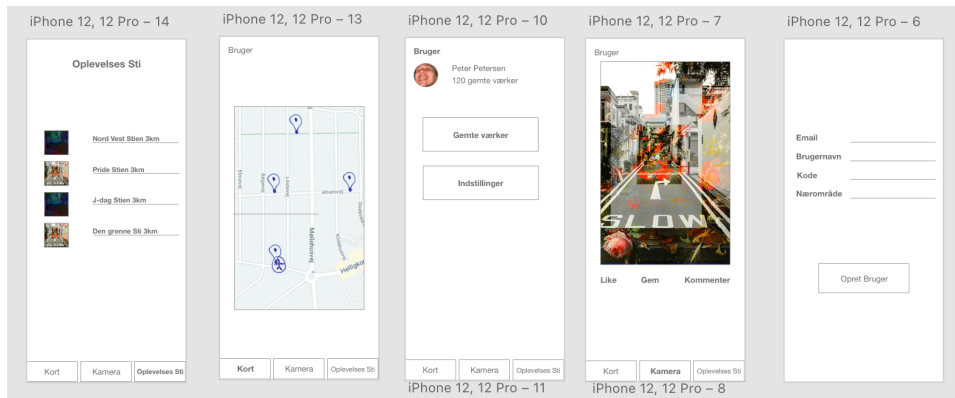 iPhone 12, 12 Pro – 14
Oplevelses Sti
Nord Vest Stien 3km
Pride Stien 3km
J-dag Stien 3km
Den grønne Sti 3km
Kort
Kamera
Oplevelses Sti
iPhone 12, 12 Pro – 13
Bruger
Ahornsvej
Møllehusvej
Helligkor
Kort
Kamera
Oplevelses Sti
iPhone 12, 12 Pro – 10
Bruger
Peter Petersen
120 gemte værker
Gemte værker
Indstillinger
Kort
Kamera
Oplevelses Sti
iPhone 12, 12 Pro – 11
iPhone 12, 12 Pro – 7
Bruger
SLOW
Like
Gem
Kommenter
Kort
Kamera
Oplevelses Sti
iPhone 12, 12 Pro – 8
iPhone 12, 12 Pro – 6
Email
Brugernavn
Kode
Nærområde
Opret Bruger